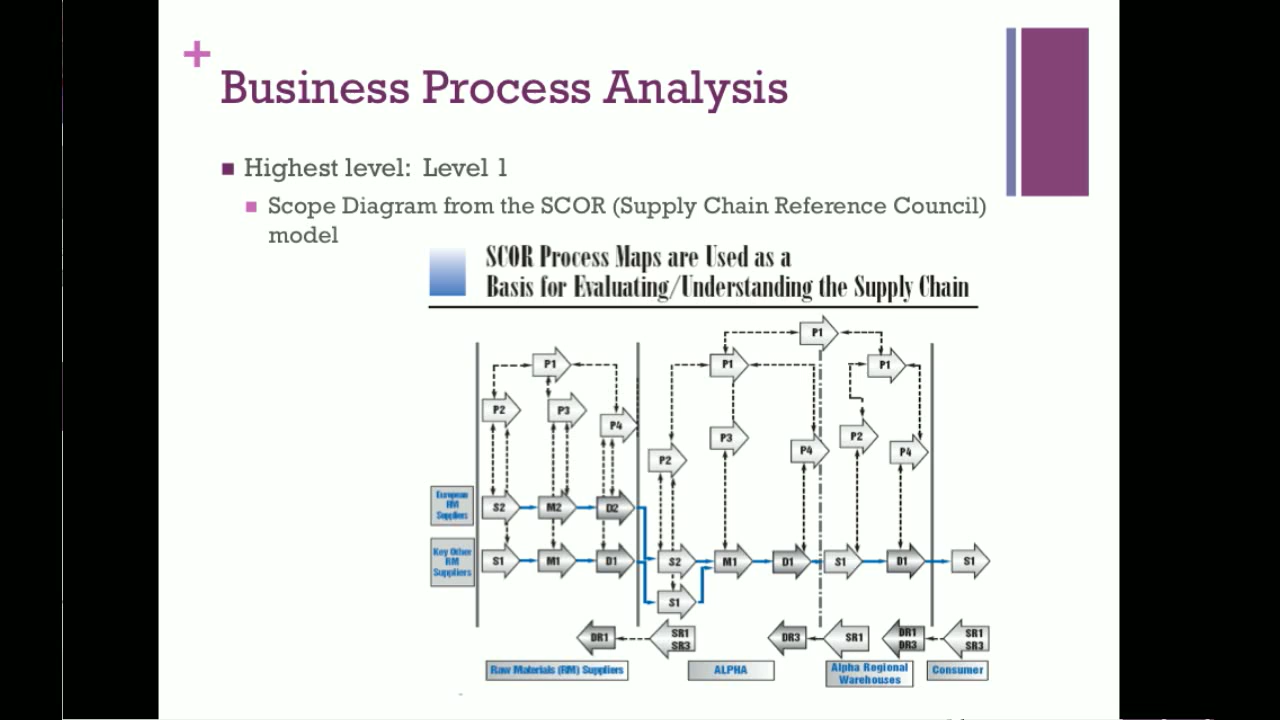 +
Business Process Analysis
Highest level: Level 1
Scope Diagram from the SCOR (Supply Chain Reference Council)
model
SCOR Process Maps are Used as a
Basis for Evaluating/Understanding the Supply Chain
P1
P1 P1 P1
P2 P3 P4
P2 P3 P4 P2 P4
European
RM
Suppliers
S2 M2 D2
Key Other
RM
Suppliers
S1 M1 D1 S2 M1 D1 S1 D1 S1
S1
DR1 SR1
SR3
DR3 SR1 DR1
DR3
SR1
SR3
Raw Materials (RM) Suppliers
ALPHA
Alpha Regional
Warehouses
Consumer